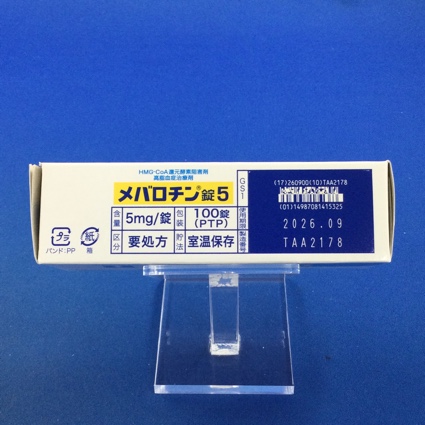 HMG-CoA還元酵素阻害剤
高脂血症治療剤
メバロチン®錠5
含量 5mg/錠 包装 100錠(PTP)
区分 要処方 貯法 室温保存
プラ 紙
バンド:PP 箱
GS1
(17)260900(10)TAA2178
(01)14987081415325
使用期限 2026.09
製造番号 TAA2178